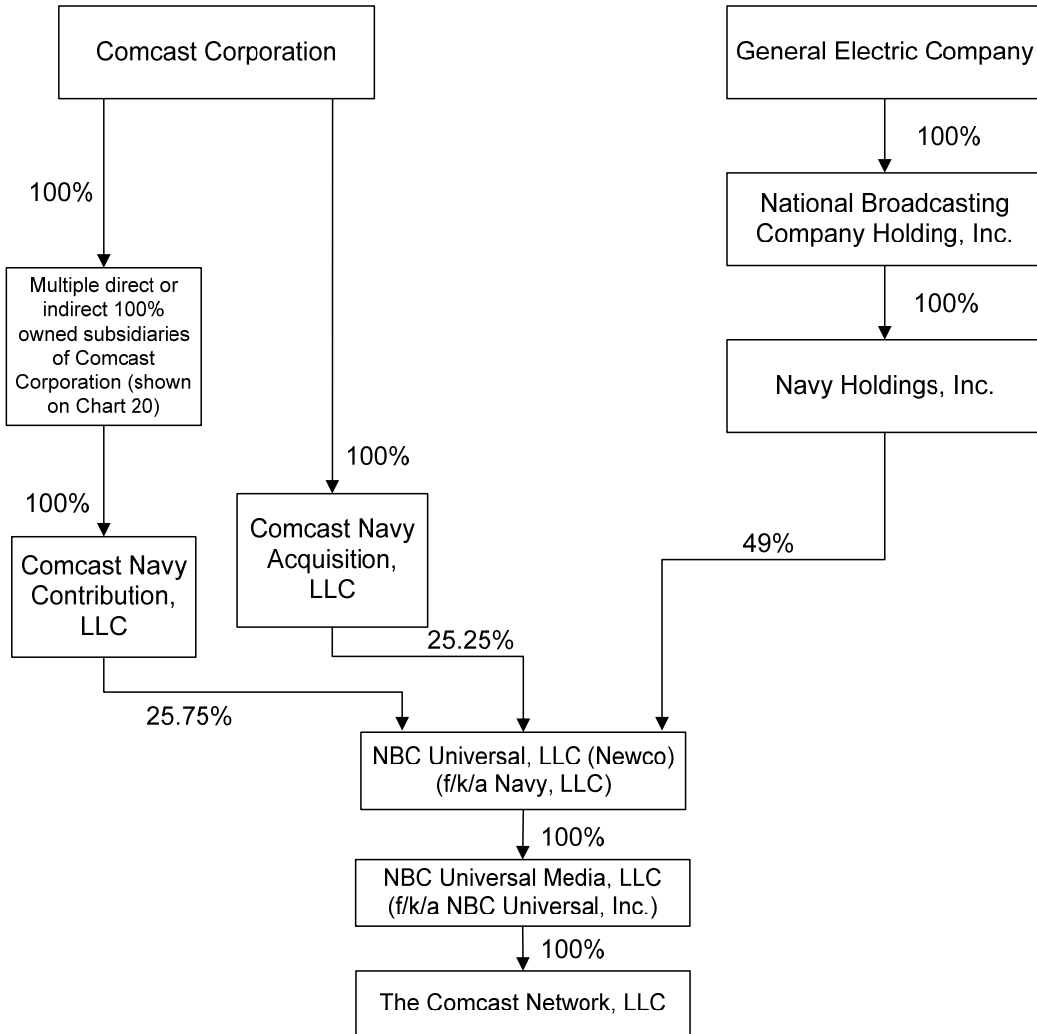 Comcast Corporation
General Electric Company
100%
National Broadcasting
Company Holding, Inc.
100%
100%
Multiple direct or
indirect 100%
owned subsidiaries
of Comcast
Corporation (shown
on Chart 20)
Navy Holdings, Inc.
100%
100%
Comcast Navy
Acquisition,
LLC
Comcast Navy
Contribution,
LLC
49%
25.25%
25.75%
NBC Universal, LLC (Newco)
(f/k/a Navy, LLC)
100%
NBC Universal Media, LLC
(f/k/a NBC Universal, Inc.)
100%
The Comcast Network, LLC